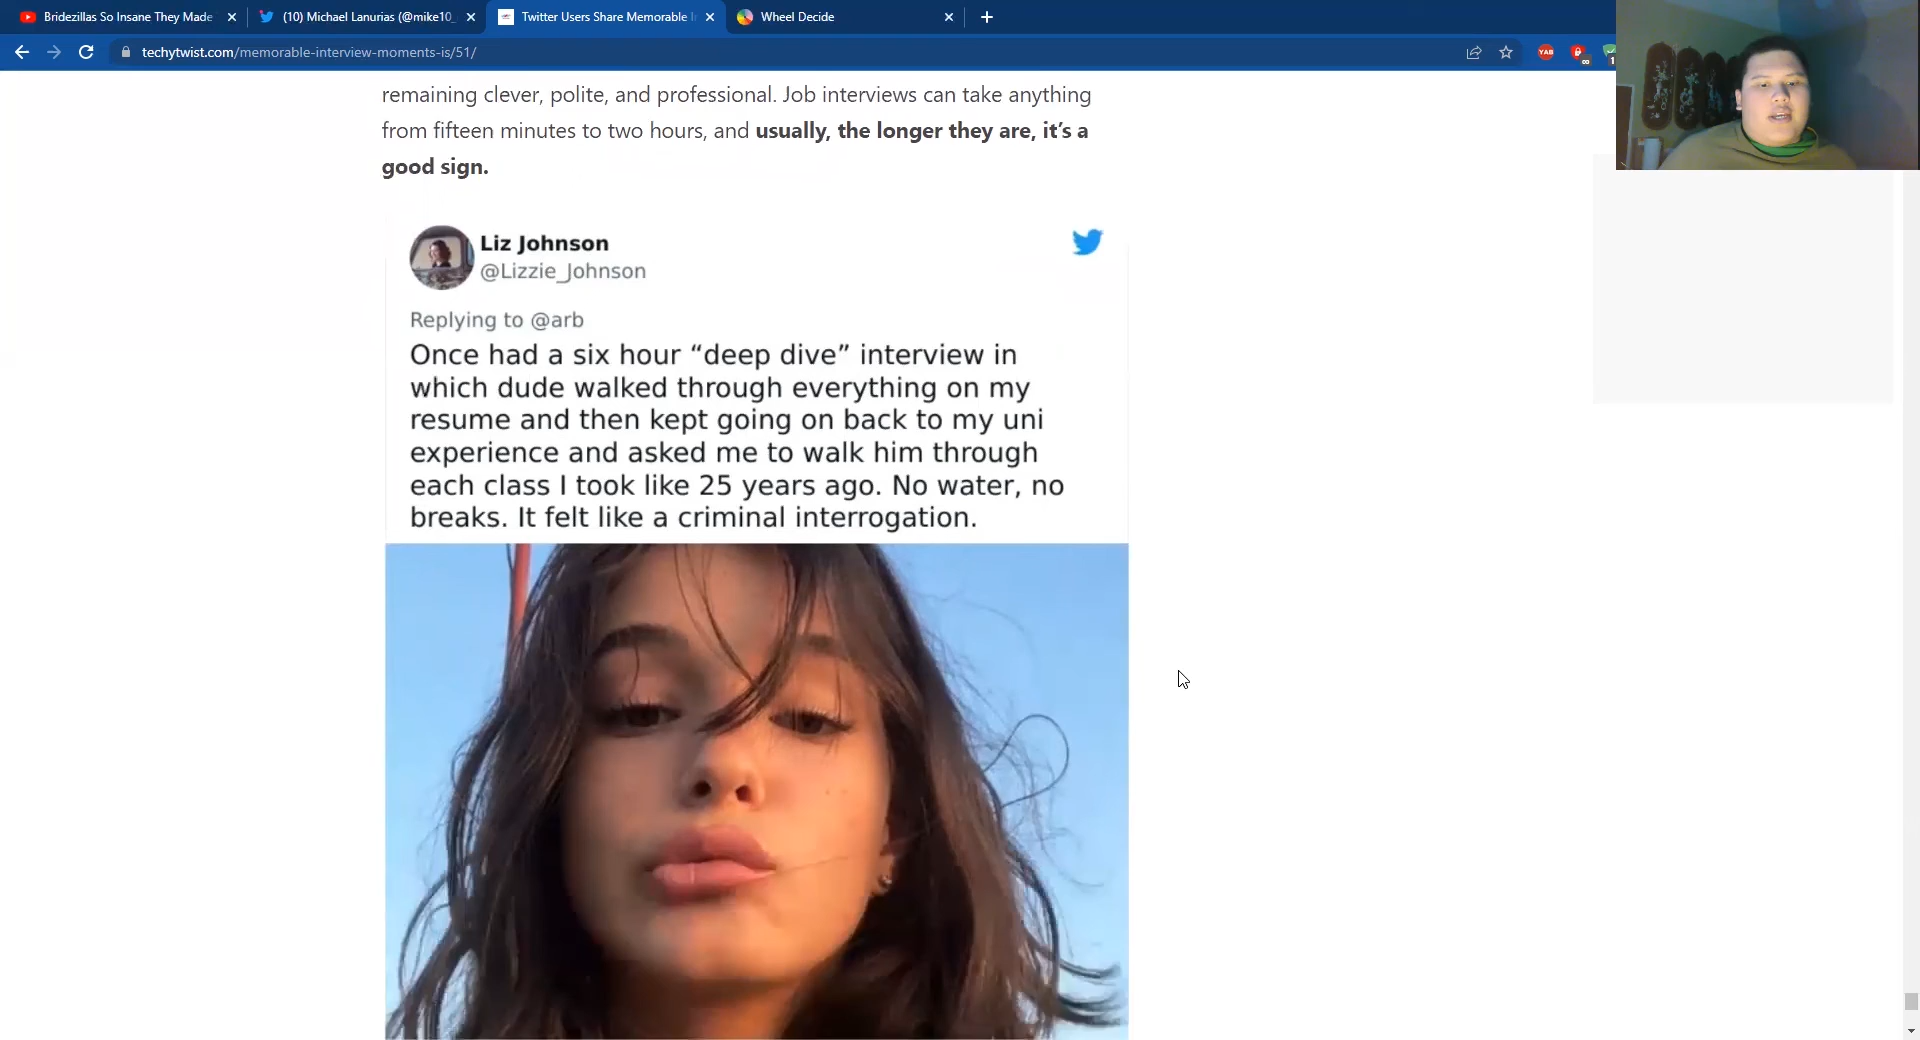 Bridezillas So Insane They Made
(10) Michael Lanurias (@mike10_
Twitter Users Share Memorable I
Wheel Decide
techytwist.com/memorable-interview-moments-is/51/
YAB
remaining clever, polite, and professional. Job interviews can take anything
from fifteen minutes to two hours, and usually, the longer they are, it’s a
good sign.
Liz Johnson
@Lizzie_Johnson
Replying to @arb
Once had a six hour “deep dive” interview in
which dude walked through everything on my
resume and then kept going on back to my uni
experience and asked me to walk him through
each class I took like 25 years ago. No water, no
breaks. It felt like a criminal interrogation.